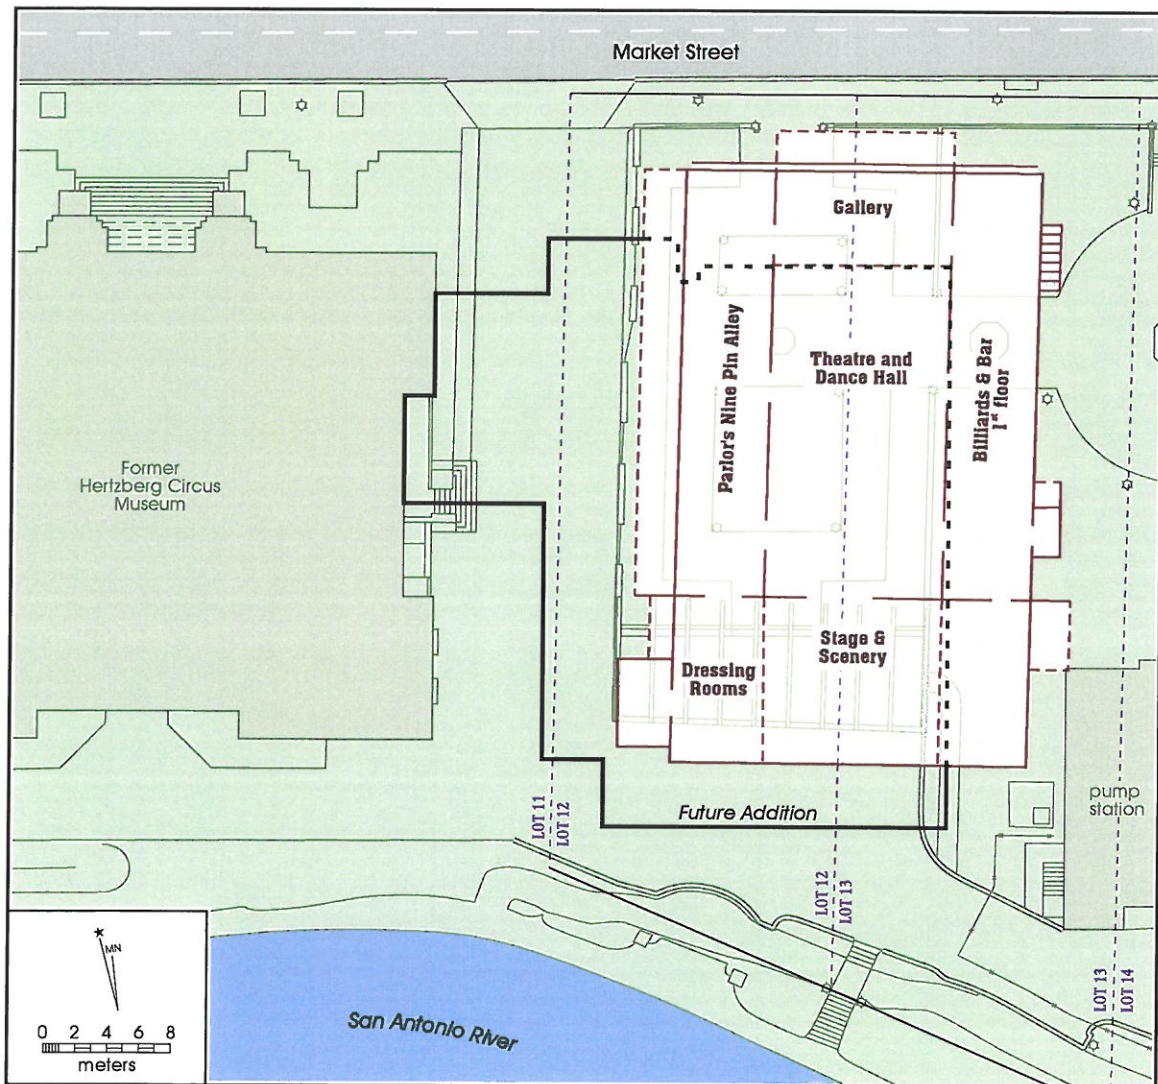 Market Street
Gallery
Parlor's Nine Pin Alley
Theatre and
Dance Hall
Billiards & Bar
1st floor
Former
Hertzberg Circus
Museum
Stage &
Scenery
Dressing
Rooms
pump
station
Future Addition
LOT 11
LOT 12
LOT 12
LOT 13
LOT 13
LOT 14
MN
San Antonio River
0 2 4 6 8
meters